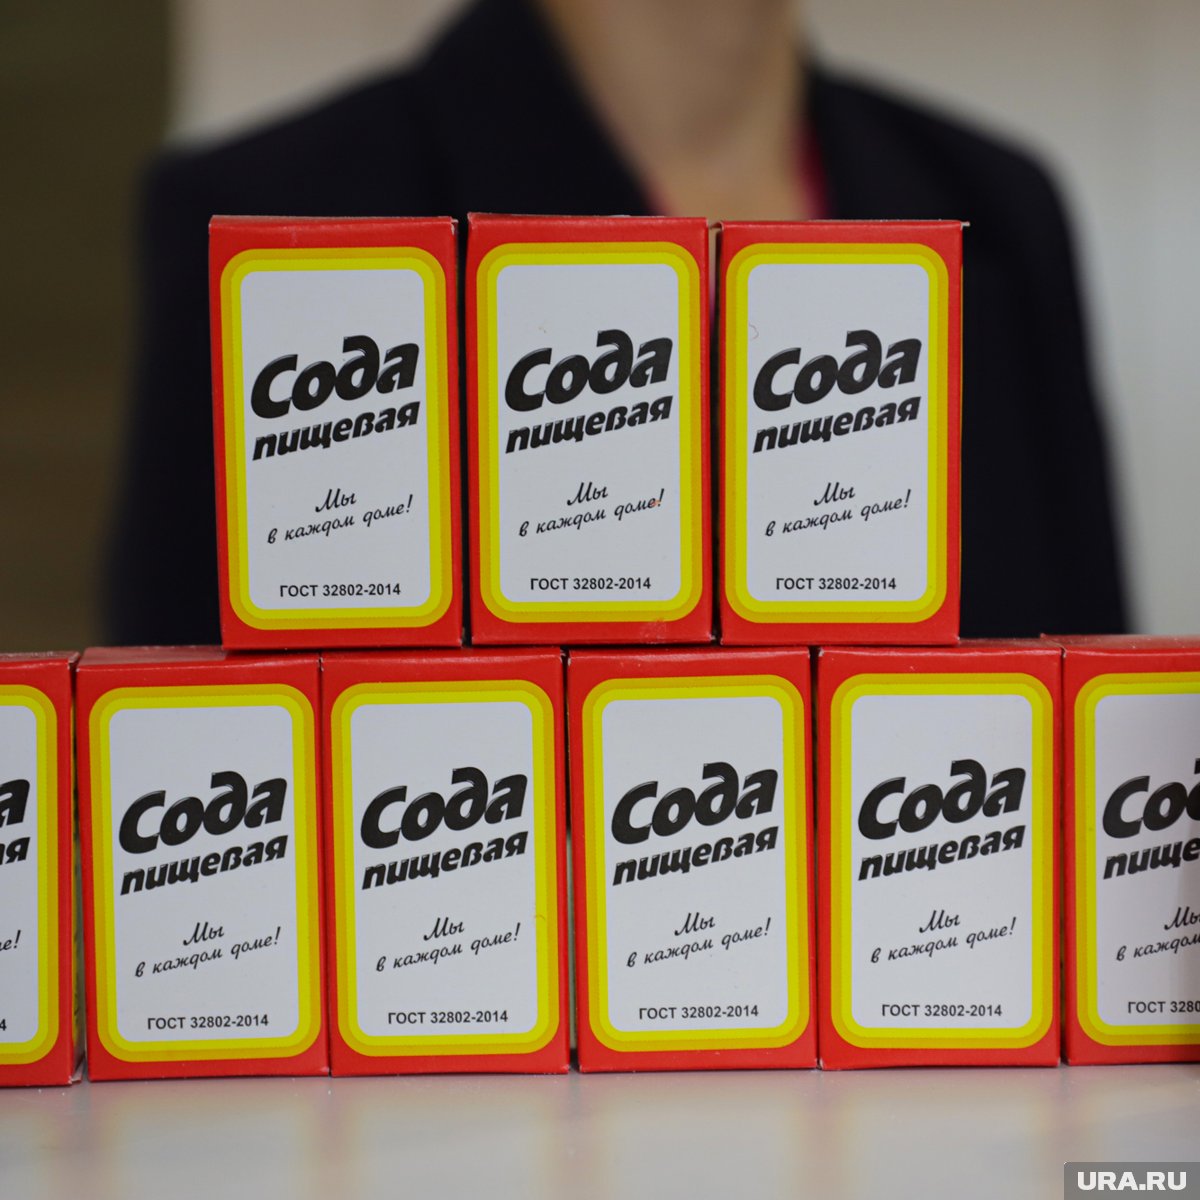 Сода
пищевая
Мы
в каждом доме!
ГОСТ 32802-2014
Сода
пищевая
Мы
в каждом доме!
ГОСТ 32802-2014
Сода
пищевая
Мы
в каждом доме!
ГОСТ 32802-2014
Сода
пищевая
Мы
в каждом доме!
ГОСТ 32802-2014
Сода
пищевая
Мы
в каждом доме!
ГОСТ 32802-2014
Сода
пищевая
Мы
в каждом доме!
ГОСТ 32802-2014
Сода
пищевая
Мы
в каждом доме!
ГОСТ 32802-2014
Мы
в каждом
ГОСТ
URA.RU